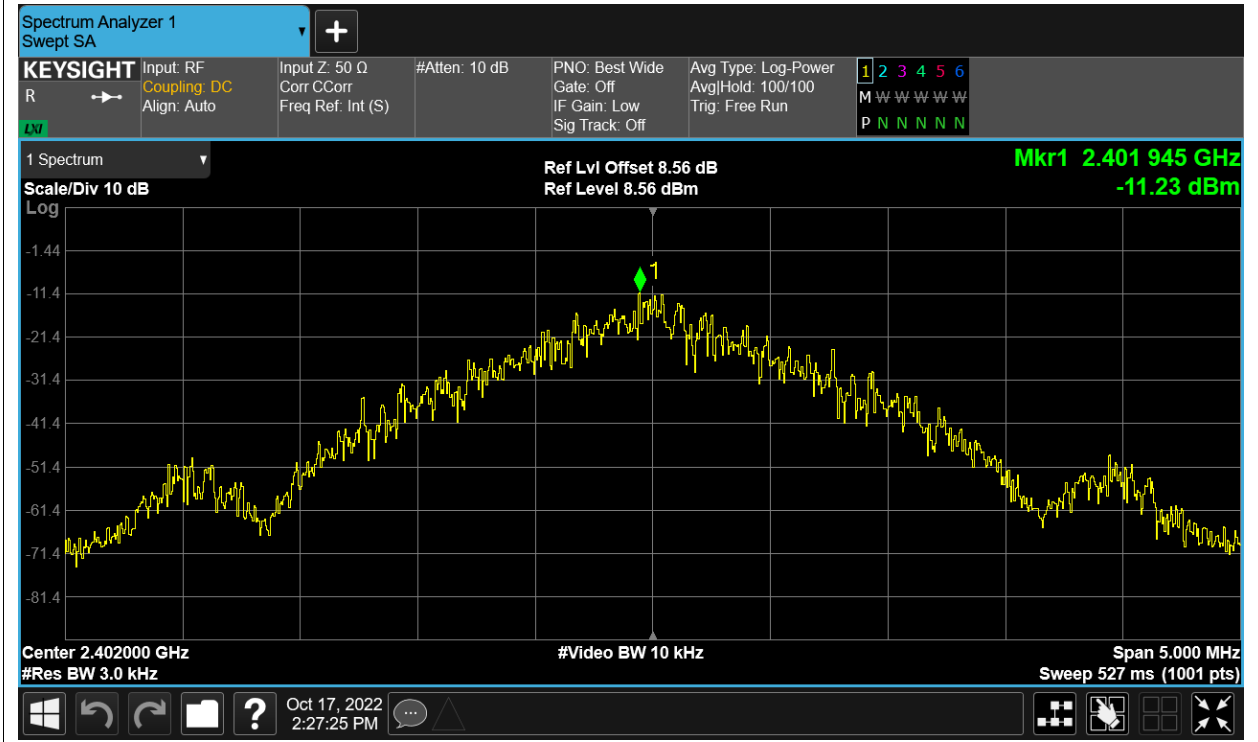 Spectrum Analyzer 1
Swept SA
KEYSIGHT
R
LXI
Input: RF
Coupling: DC
Align: Auto
Input Z: 50 Ω
Corr CCorr
Freq Ref: Int (S)
#Atten: 10 dB
PNO: Best Wide
Gate: Off
IF Gain: Low
Sig Track: Off
Avg Type: Log-Power
Avg|Hold: 100/100
Trig: Free Run
1 2 3 4 5 6
M W W W W W
P N N N N N
1 Spectrum
Scale/Div 10 dB
Log
Ref Lvl Offset 8.56 dB
Ref Level 8.56 dBm
Mkr1 2.401 945 GHz
-11.23 dBm
1
-1.44
-11.4
-21.4
-31.4
-41.4
-51.4
-61.4
-71.4
-81.4
Center 2.402000 GHz
#Res BW 3.0 kHz
#Video BW 10 kHz
Span 5.000 MHz
Sweep 527 ms (1001 pts)
?
Oct 17, 2022
2:27:25 PM